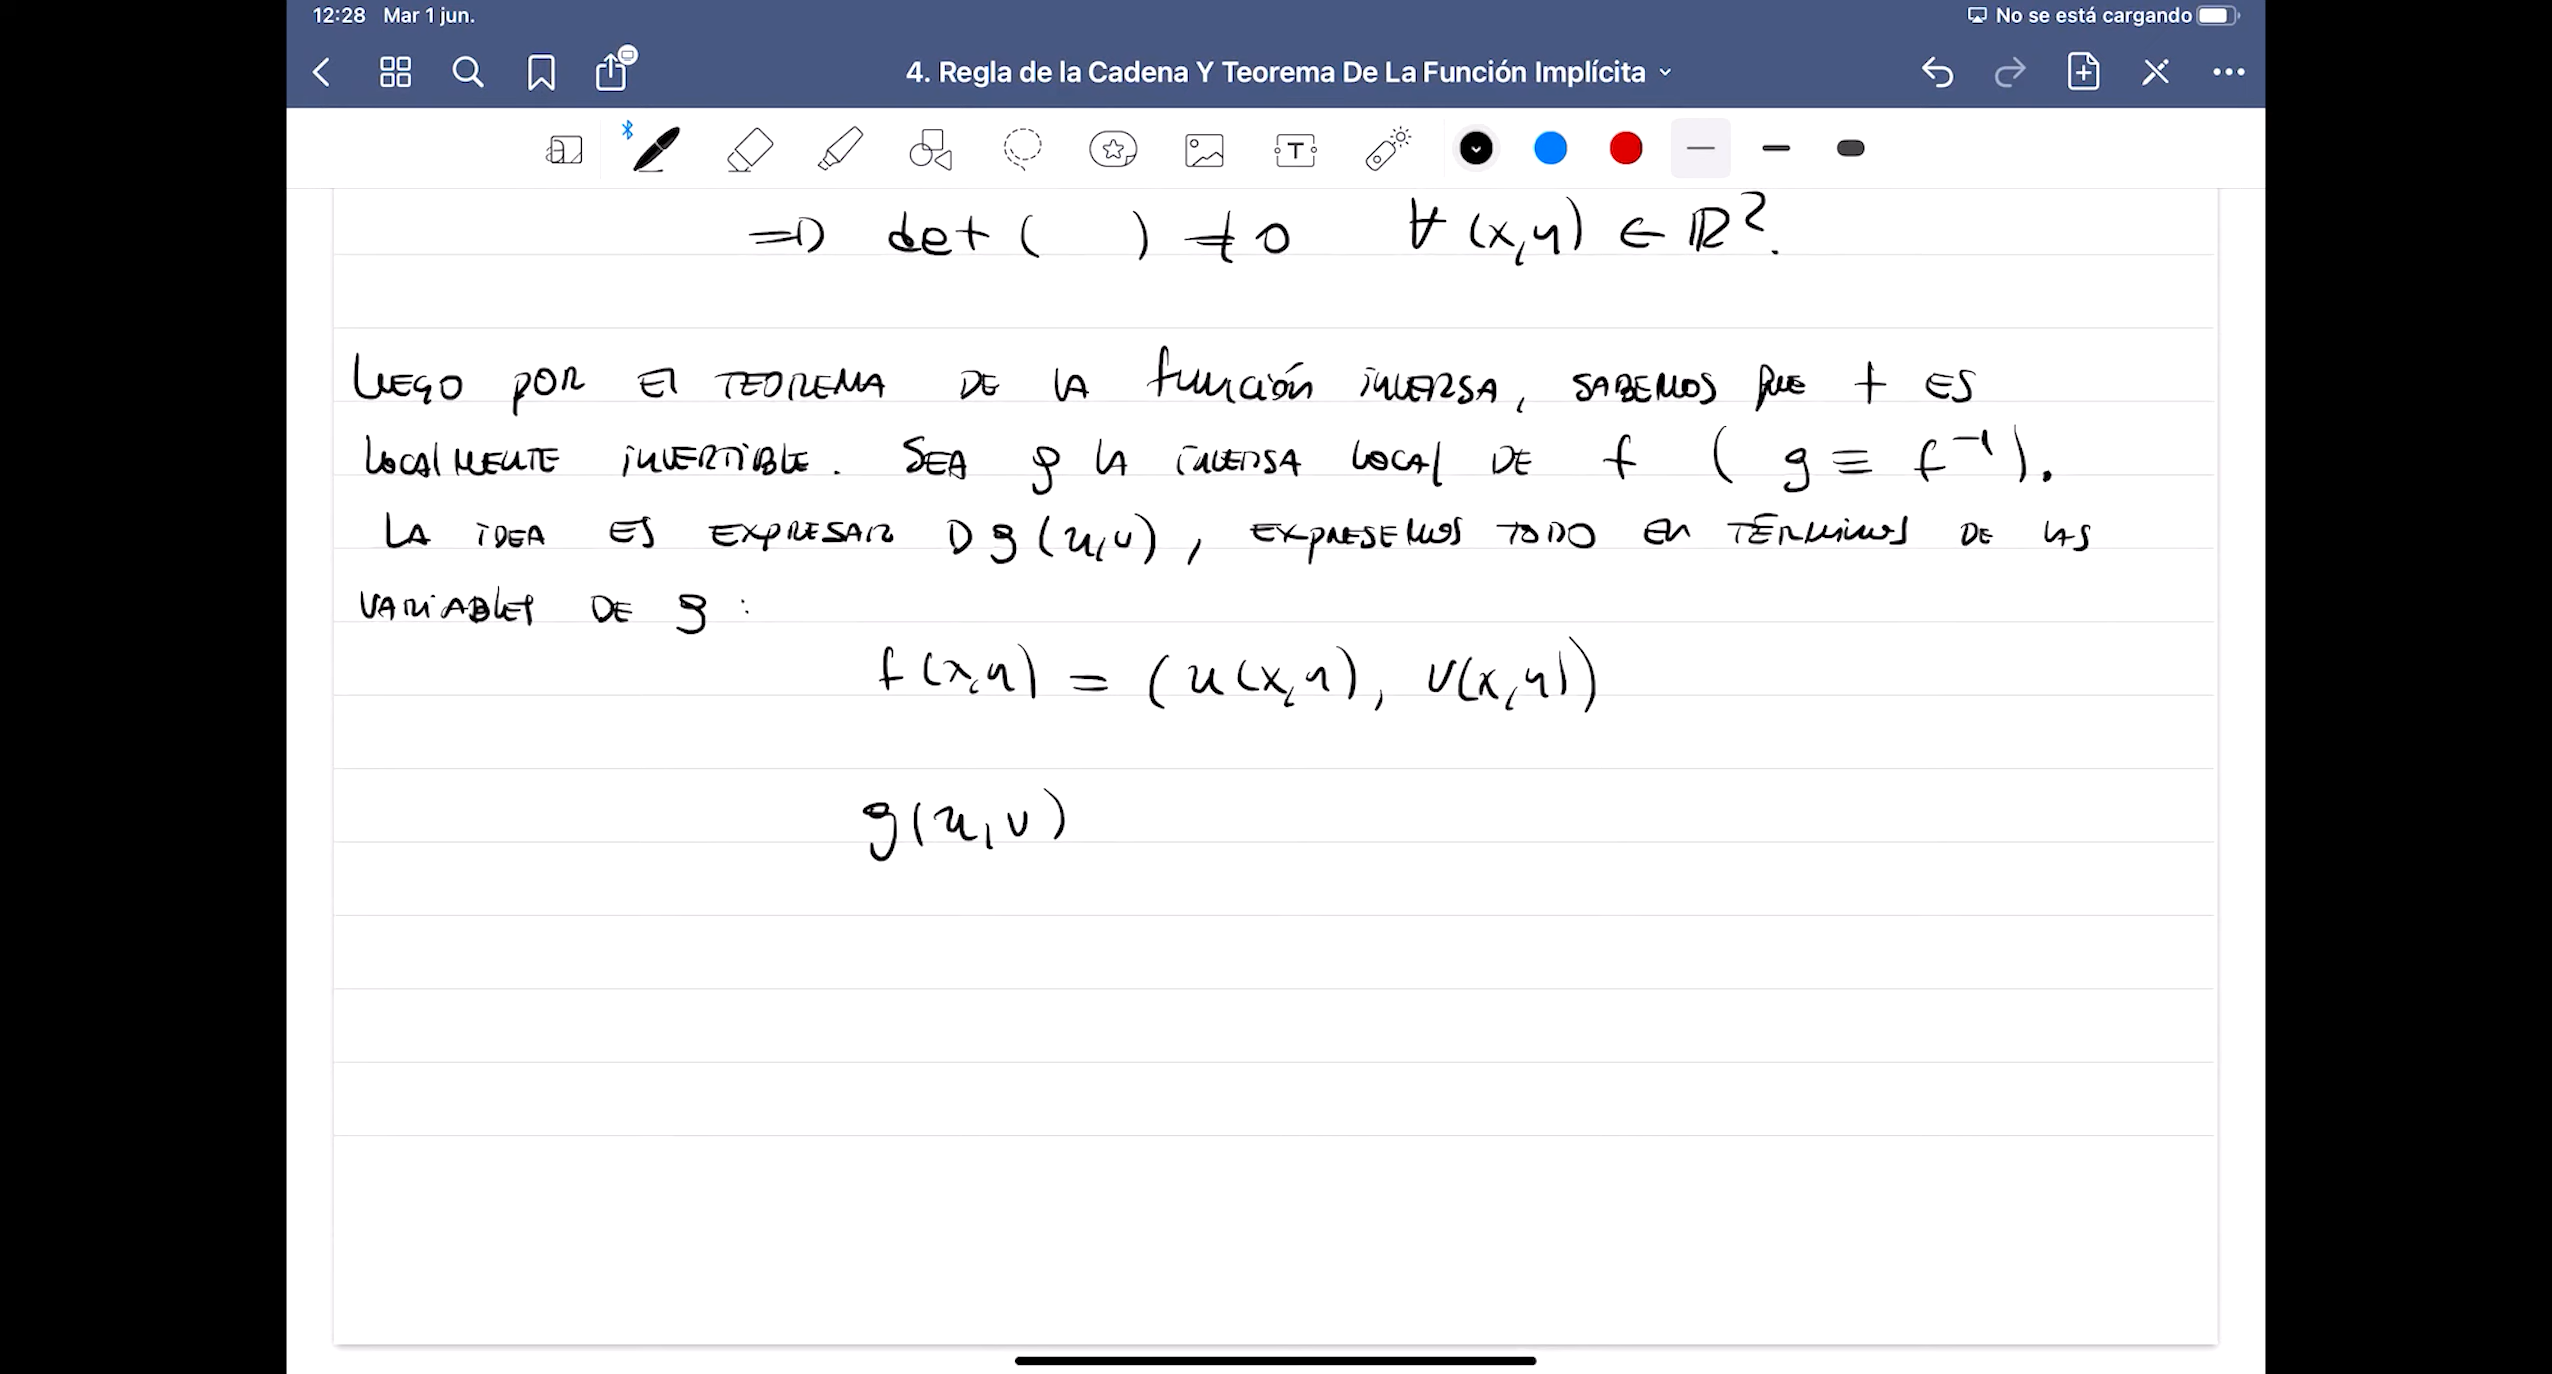 12:28 Mar 1 jun. No se está cargando
4. Regla de la Cadena Y Teorema De La Función Implícita
T
⇒ det ( ) ≠ 0 ∀ (x,y) ∈ ℝ².
LUEGO POR El TEOREMA DE LA función INVERSA, SABEMOS QUE f ES
LOCALMENTE INVERTIBLE. SEA g LA INVERSA LOCAL DE f ( g ≡ f⁻¹ ).
LA IDEA ES EXPRESAR Dg(u,v), EXPRESEMOS TODO EN TÉRMINOS DE LAS
VARIABLES DE g :
f(x,y) = (u(x,y), v(x,y))
g(u,v)